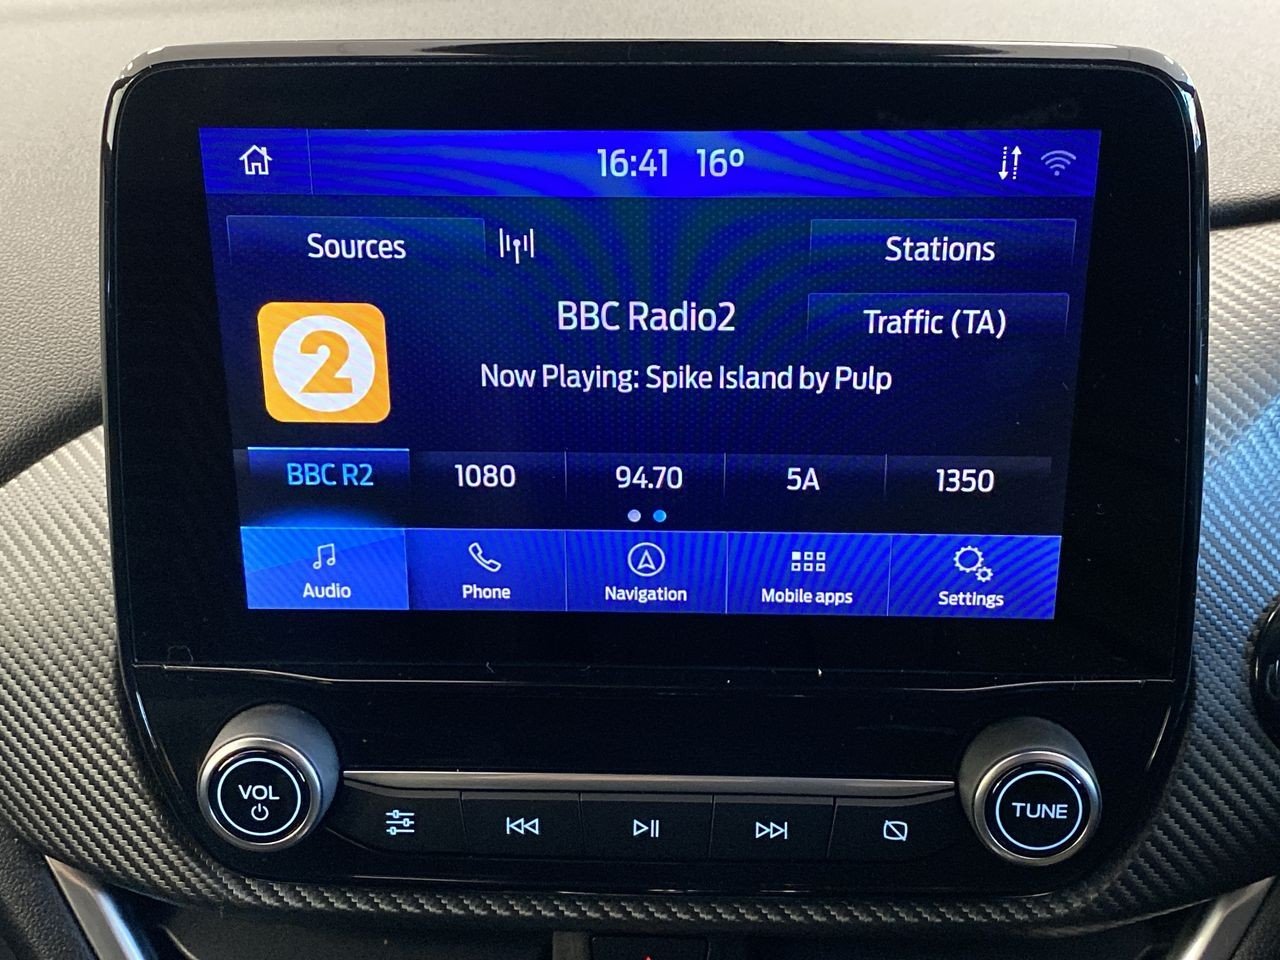 16:41 16º
Sources
Stations
BBC Radio2
Traffic (TA)
2
Now Playing: Spike Island by Pulp
BBC R2 1080 94.70 5A 1350
Audio Phone Navigation Mobile apps Settings
VOL
TUNE